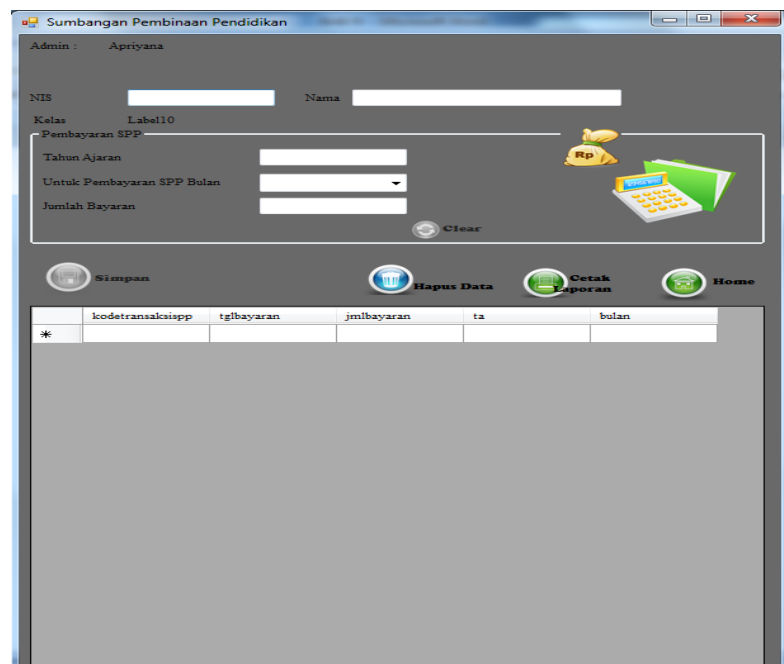 Sumbangan Pembinaan Pendidikan
Admin : Apriyana
NIS Nama
Kelas Label10
Pembayaran SPP
Tahun Ajaran
Rp
Untuk Pembayaran SPP Bulan
Jumlah Bayaran
Clear
Simpan
Hapus Data
Cetak
Laporan
Home
kodetransaksispp tglbayaran jmlbayaran ta bulan